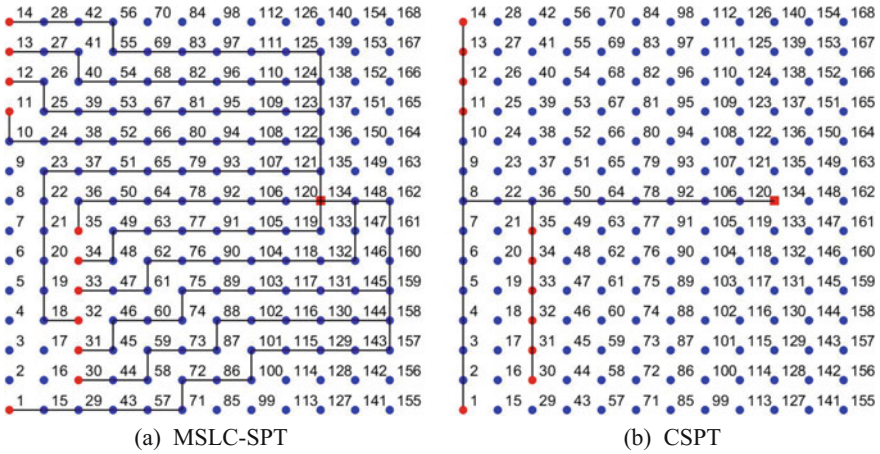 14 28 42 56 70 84 98 112 126 140 154 168 14 28 42 56 70 84 98 112 126 140 154 168
13 27 41 55 69 83 97 111 125 139 153 167 13 27 41 55 69 83 97 111 125 139 153 167
12 26 40 54 68 82 96 110 124 138 152 166 12 26 40 54 68 82 96 110 124 138 152 166
11 25 39 53 67 81 95 109 123 137 151 165 11 25 39 53 67 81 95 109 123 137 151 165
10 24 38 52 66 80 94 108 122 136 150 164 10 24 38 52 66 80 94 108 122 136 150 164
9 23 37 51 65 79 93 107 121 135 149 163 9 23 37 51 65 79 93 107 121 135 149 163
8 22 36 50 64 78 92 106 120 134 148 162 8 22 36 50 64 78 92 106 120 134 148 162
7 21 35 49 63 77 91 105 119 133 147 161 7 21 35 49 63 77 91 105 119 133 147 161
6 20 34 48 62 76 90 104 118 132 146 160 6 20 34 48 62 76 90 104 118 132 146 160
5 19 33 47 61 75 89 103 117 131 145 159 5 19 33 47 61 75 89 103 117 131 145 159
4 18 32 46 60 74 88 102 116 130 144 158 4 18 32 46 60 74 88 102 116 130 144 158
3 17 31 45 59 73 87 101 115 129 143 157 3 17 31 45 59 73 87 101 115 129 143 157
2 16 30 44 58 72 86 100 114 128 142 156 2 16 30 44 58 72 86 100 114 128 142 156
1 15 29 43 57 71 85 99 113 127 141 155 1 15 29 43 57 71 85 99 113 127 141 155
(a) MSLC-SPT (b) CSPT